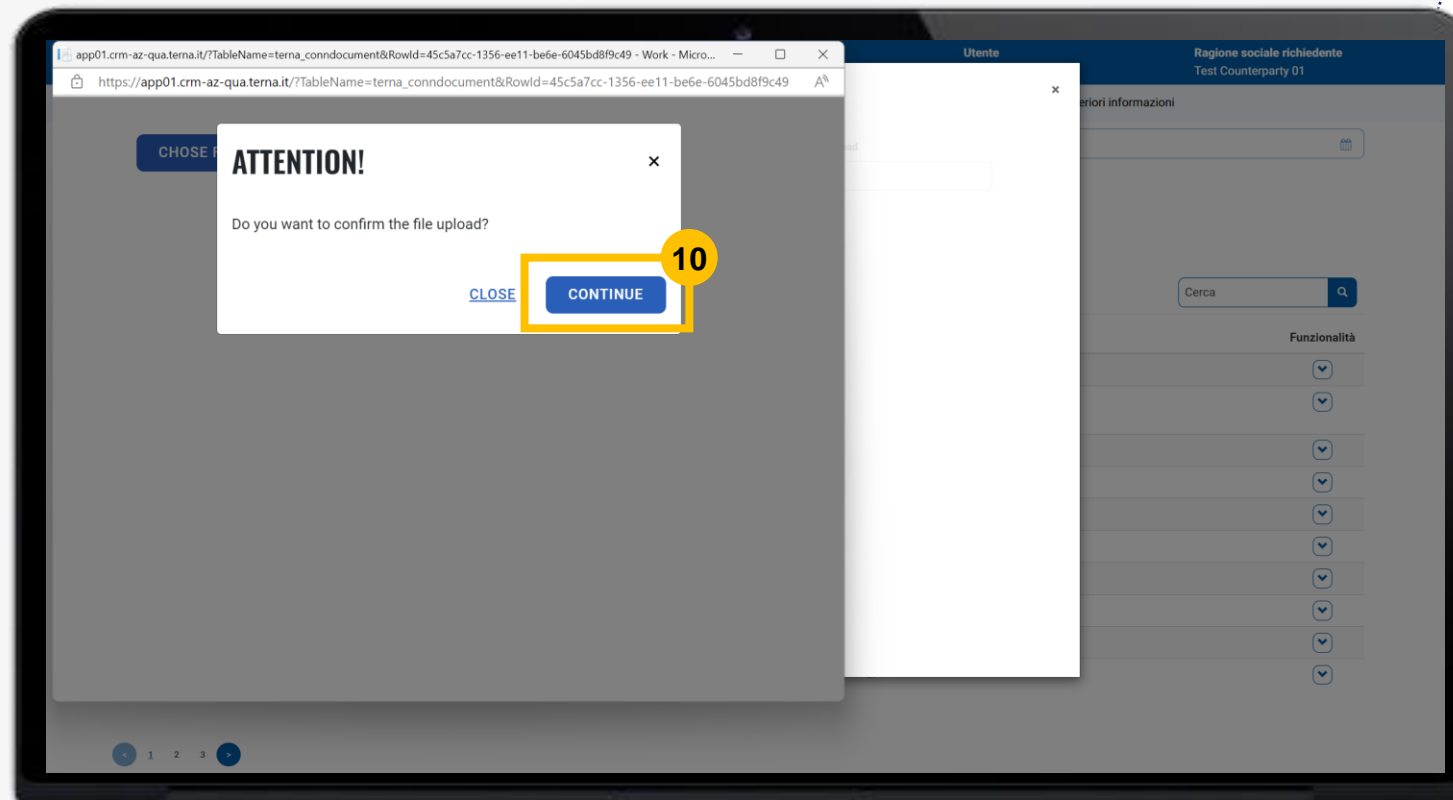 app01.crm-az-qua.terna.it/?TableName=terna_conndocument&RowId=45c5a7cc-1356-ee11-be6e-6045bd8f9c49 - Work - Micro...
https://app01.crm-az-qua.terna.it/?TableName=terna_conndocument&RowId=45c5a7cc-1356-ee11-be6e-6045bd8f9c49
Utente
Ragione sociale richiedente
Test Counterparty 01
eriori informazioni
CHOSE F
ATTENTION!
Do you want to confirm the file upload?
10
CLOSE
CONTINUE
Cerca
Funzionalità
1 2 3